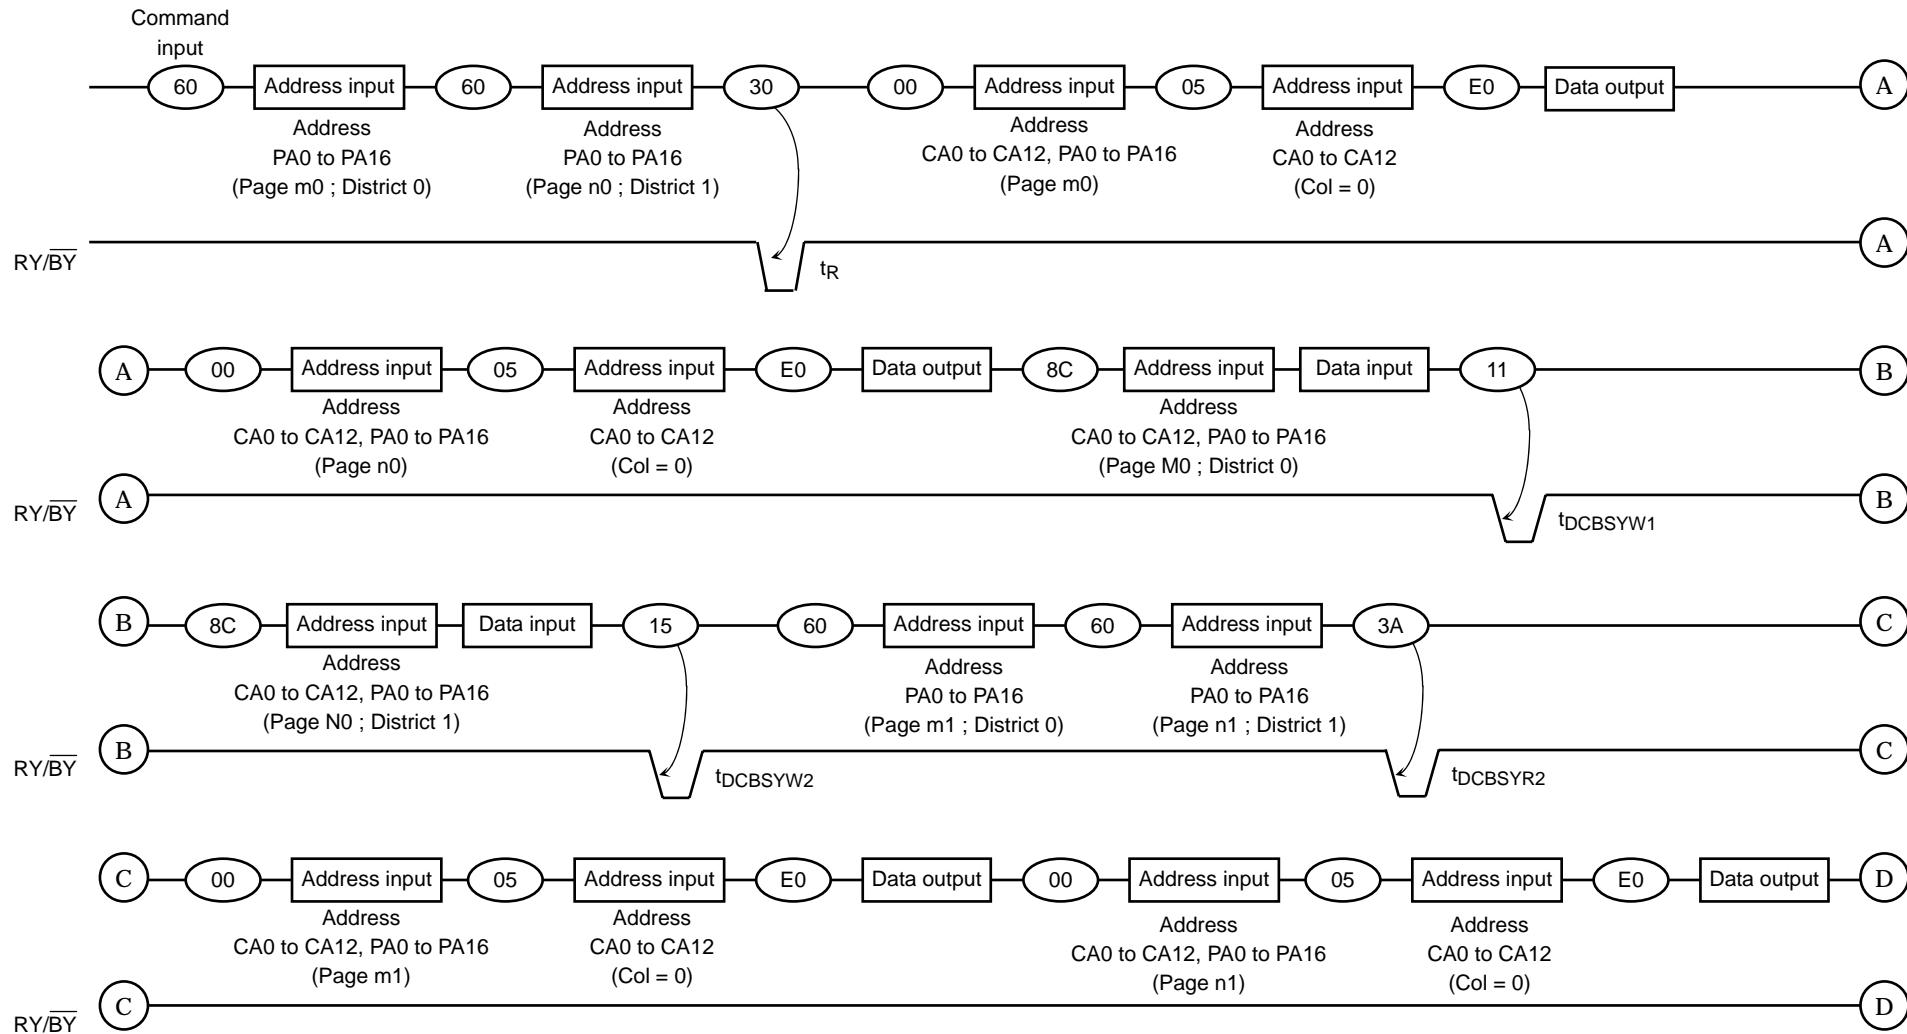 Command
input
60 Address input 60 Address input 30 00 Address input 05 Address input E0 Data output A
Address Address Address Address
PA0 to PA16 PA0 to PA16 CA0 to CA12, PA0 to PA16 CA0 to CA12
(Page m0 ; District 0) (Page n0 ; District 1) (Page m0) (Col = 0)
RY/BY tR A
A 00 Address input 05 Address input E0 Data output 8C Address input Data input 11 B
Address Address Address
CA0 to CA12, PA0 to PA16 CA0 to CA12 CA0 to CA12, PA0 to PA16
(Page n0) (Col = 0) (Page M0 ; District 0)
RY/BY A tDCBSYW1 B
B 8C Address input Data input 15 60 Address input 60 Address input 3A C
Address Address Address
CA0 to CA12, PA0 to PA16 PA0 to PA16 PA0 to PA16
(Page N0 ; District 1) (Page m1 ; District 0) (Page n1 ; District 1)
RY/BY B tDCBSYW2 tDCBSYR2 C
C 00 Address input 05 Address input E0 Data output 00 Address input 05 Address input E0 Data output D
Address Address Address Address
CA0 to CA12, PA0 to PA16 CA0 to CA12 CA0 to CA12, PA0 to PA16 CA0 to CA12
(Page m1) (Col = 0) (Page n1) (Col = 0)
RY/BY C D